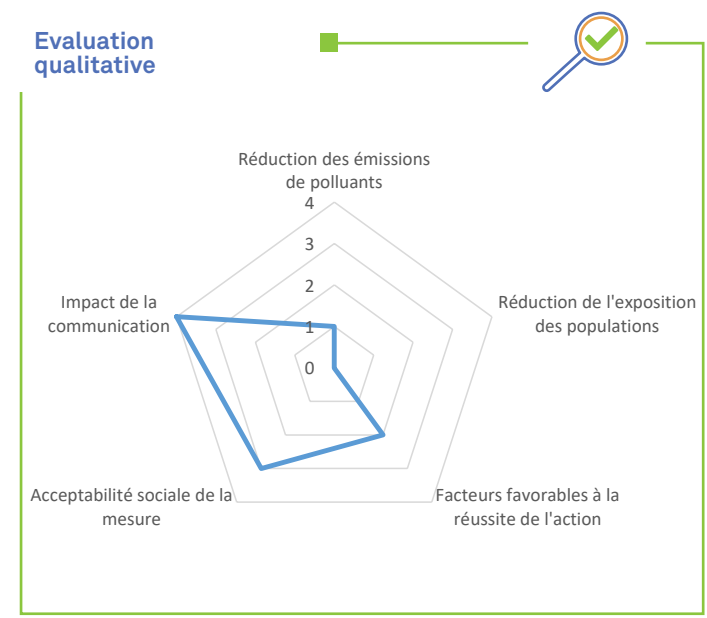 Evaluation
qualitative
Réduction des émissions
de polluants
4
3
2
1
0
Réduction de l'exposition
des populations
Facteurs favorables à la
réussite de l'action
Acceptabilité sociale de la
mesure
Impact de la
communication